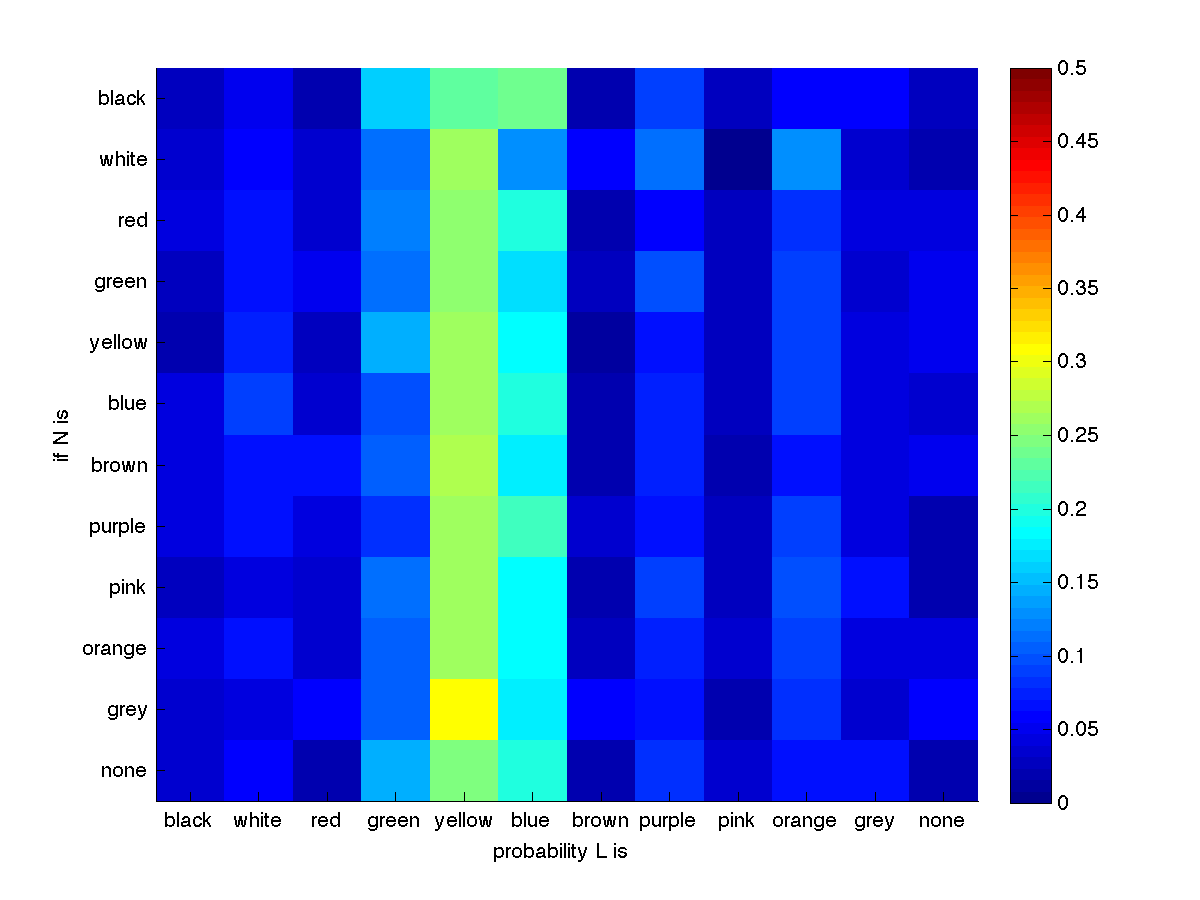 black
white
red
green
yellow
blue
brown
purple
pink
orange
grey
none
if N is
black white red green yellow blue brown purple pink orange grey none
probability L is
0.5
0.45
0.4
0.35
0.3
0.25
0.2
0.15
0.1
0.05
0